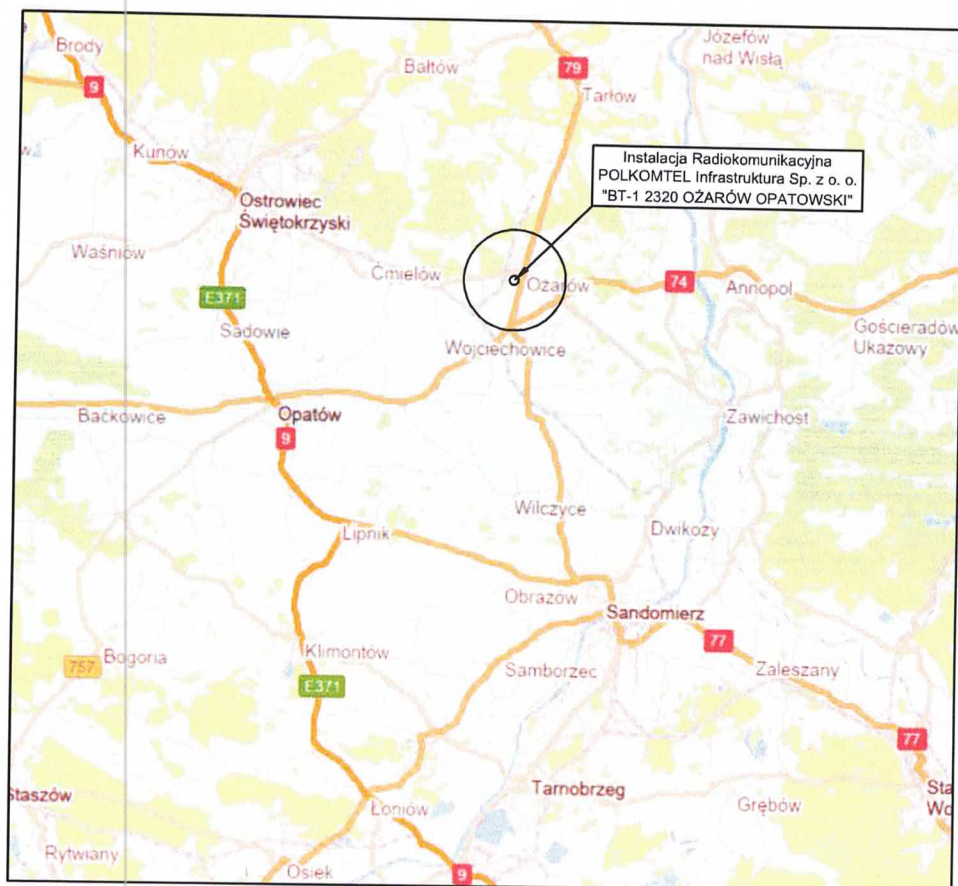 Brody
Bałtów
79
Józefów
nad Wisłą
9
Tarłów
Kunów
Instalacja Radiokomunikacyjna
POLKOMTEL Infrastruktura Sp. z o. o.
"BT-1 2320 OŻARÓW OPATOWSKI"
Ostrowiec
Świętokrzyski
Waśniów
Ćmielów
Ożarów
74
Annopol
E371
Sadowie
Wojciechowice
Gościeradów
Ukazowy
Baćkowice
Opatów
Zawichost
9
Wilczyce
Dwikozy
Lipnik
Obrazów
Sandomierz
77
Klimontów
Bogoria
757
Samborzec
Zaleszany
E371
77
Staszów
Tarnobrzeg
Sta
Wo
Łoniów
Grębów
Rytwiany
Osiek
9